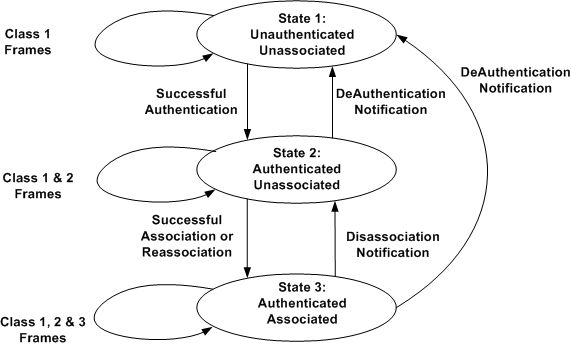 State 1:
Unauthenticated
Unassociated
Class 1
Frames
DeAuthentication
Notification
Successful
Authentication
DeAuthentication
Notification
State 2:
Authenticated
Unassociated
Class 1 & 2
Frames
Successful
Association or
Reassociation
Disassociation
Notification
State 3:
Authenticated
Associated
Class 1, 2 & 3
Frames